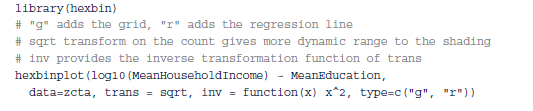 library(hexbin)
# "g" adds the grid, "r" adds the regression line
# sqrt transform on the count gives more dynamic range to the shading
# inv provides the inverse transformation function of trans
hexbinplot(log10(MeanHouseholdIncome) ~ MeanEducation,
data=zcta, trans = sqrt, inv = function(x) x^2, type=c("g", "r"))